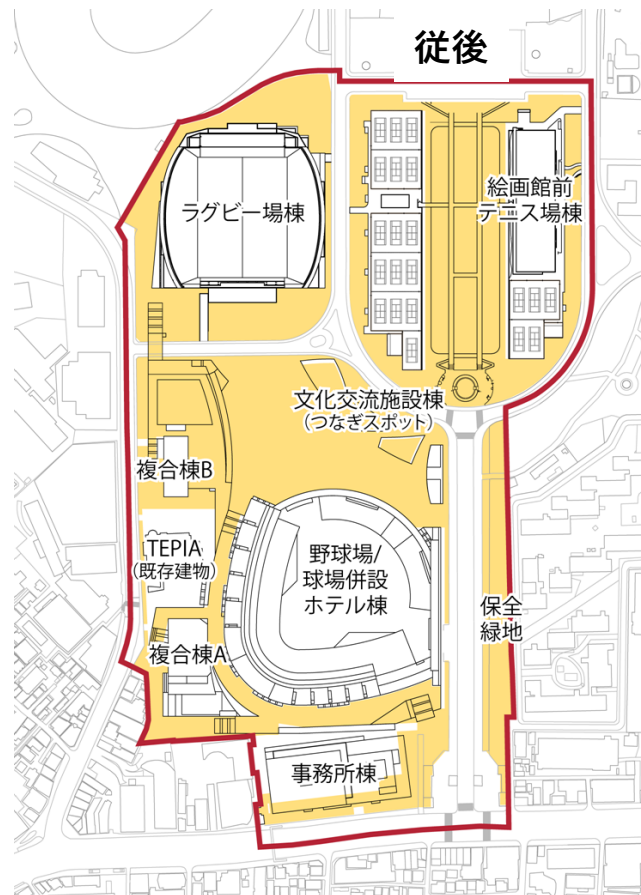 従後
ラグビー場棟
絵画館前
テニス場棟
文化交流施設棟
(つなぎスポット)
複合棟B
TEPIA
(既存建物)
野球場/
球場併設
ホテル棟
保全
緑地
複合棟A
事務所棟